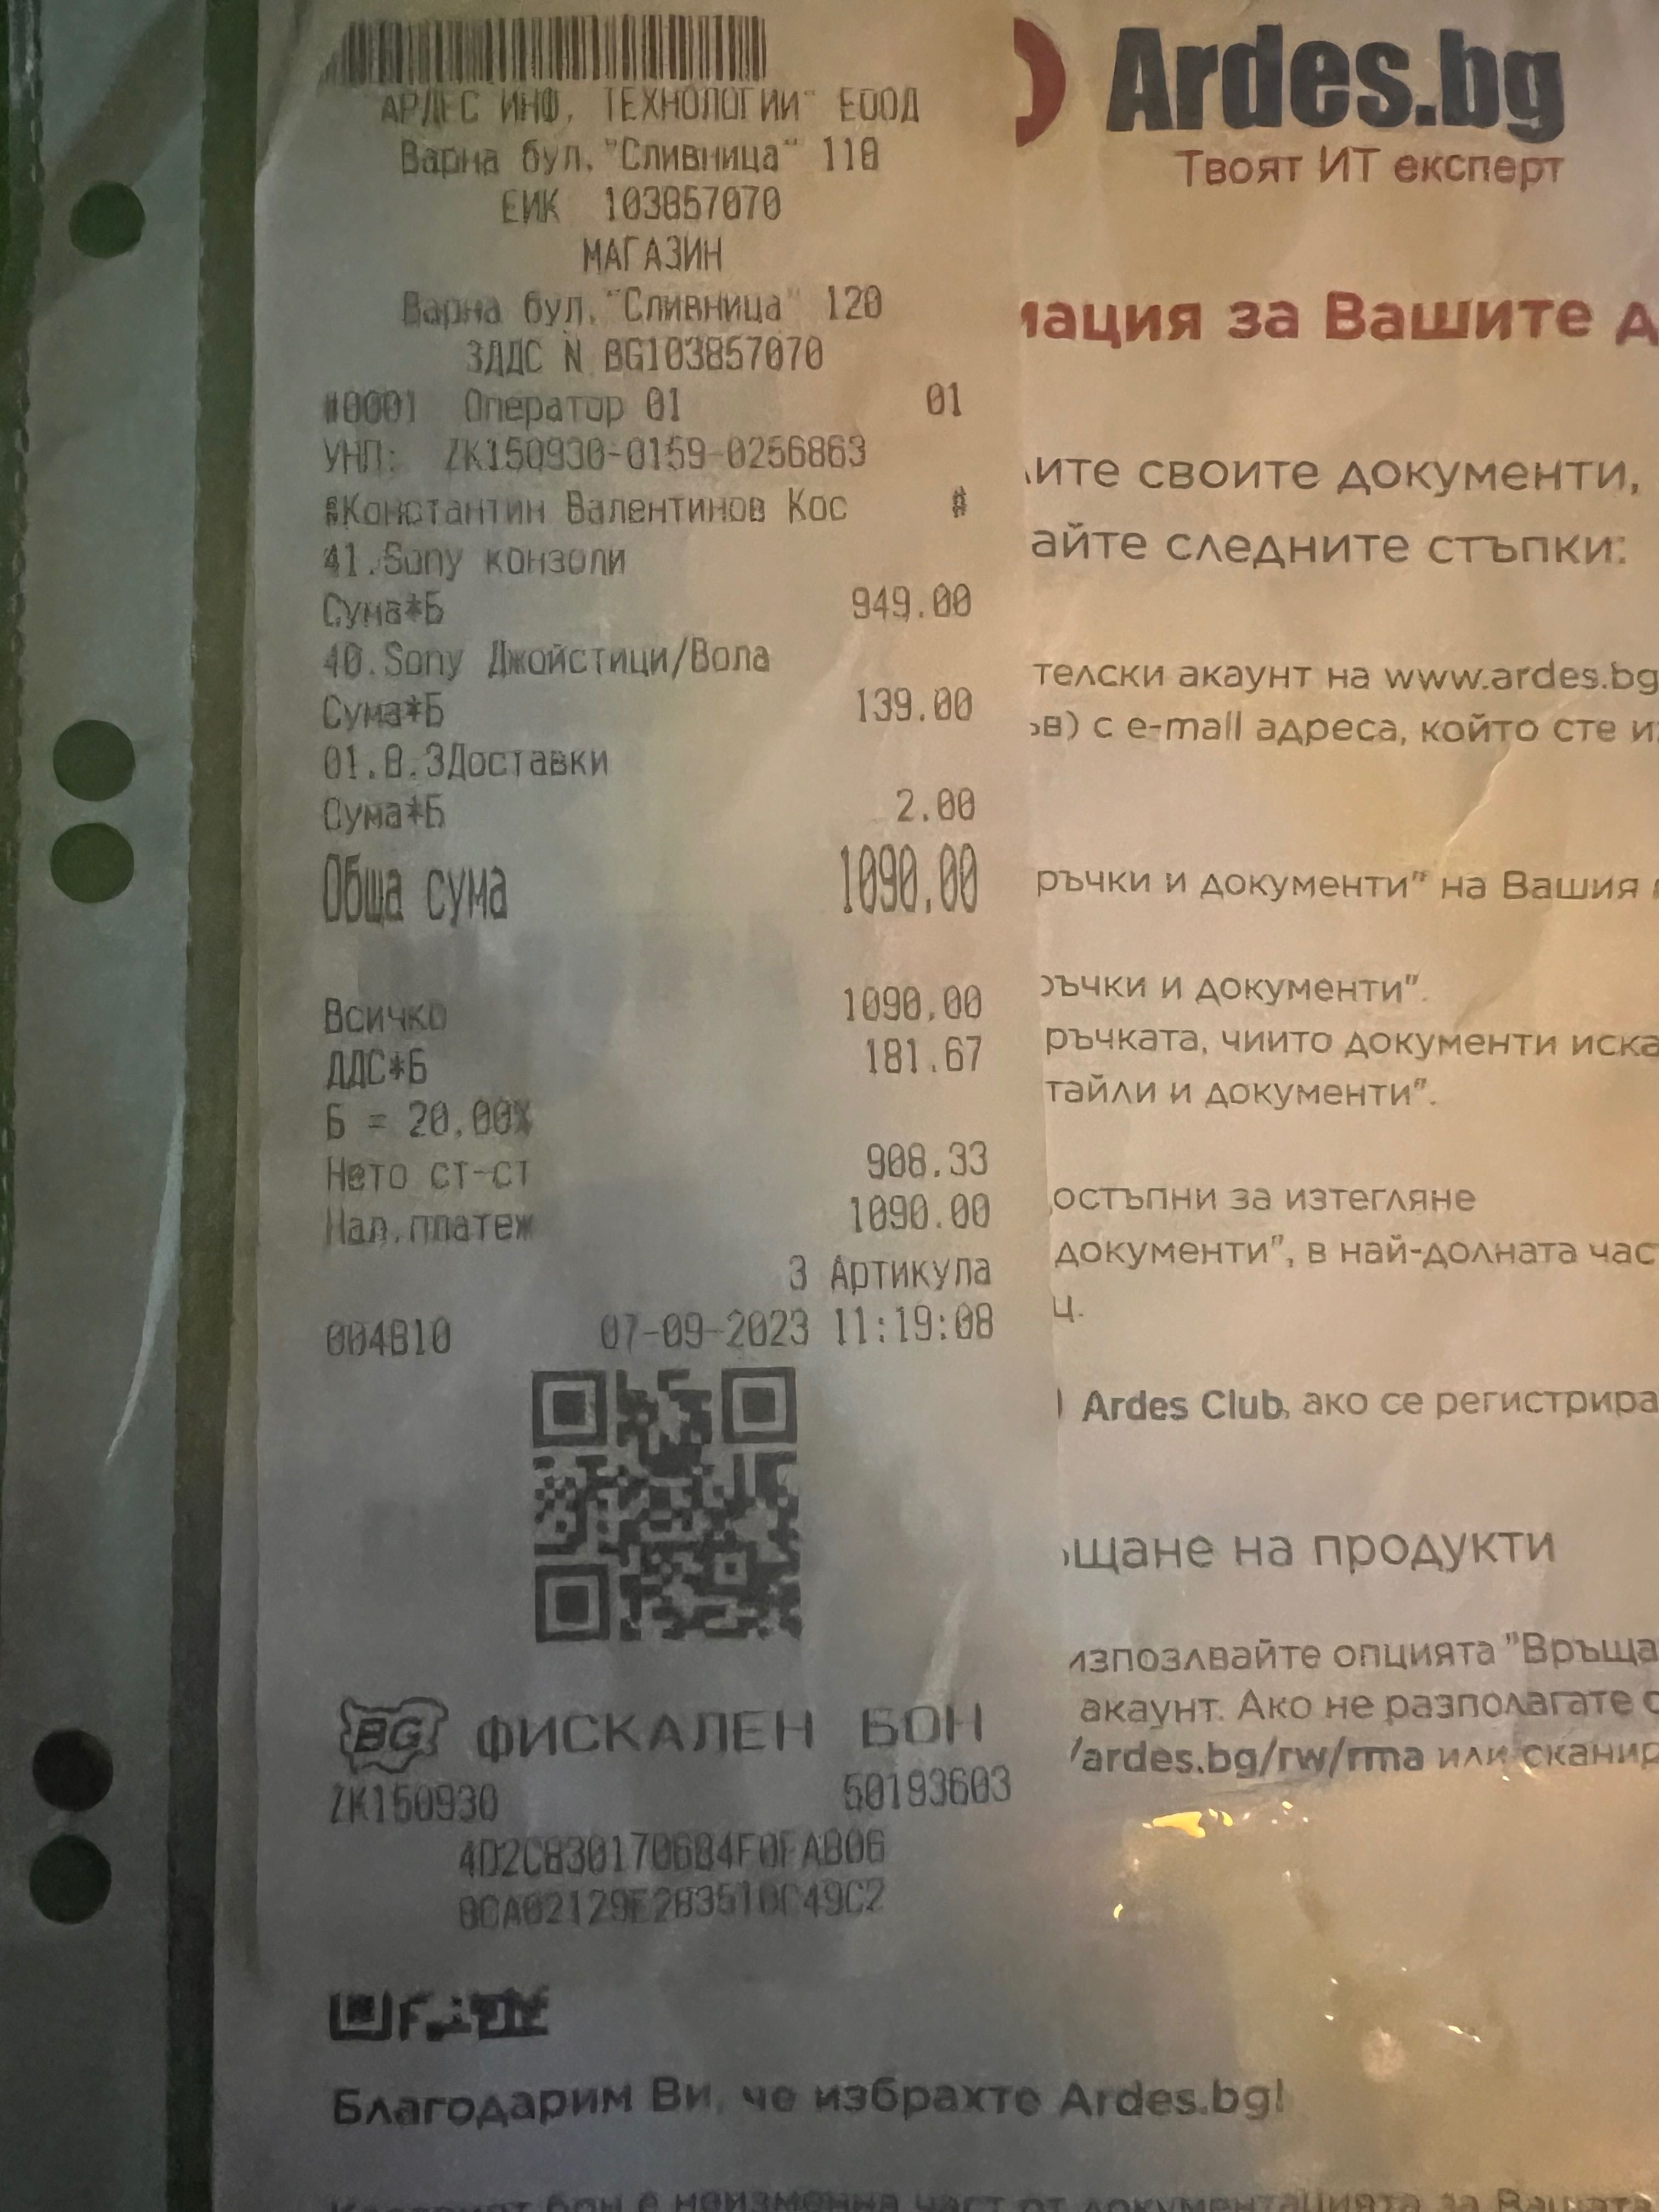 АРДЕС ИНФ. ТЕХНОЛОГИИ" ЕООД
Варна бул."Сливница" 118
ЕИК 103857070
МАГАЗИН
Варна бул."Сливница" 120
ЗДДС N BG103857070
#0001 Оператор 01 01
УНП: ZK150930-0159-0256863
#Константин Валентинов Кос #
41.Sony конзоли
Сума*Б 949.00
40.Sony Джойстици/Вола
Сума*Б 139.00
01.8.3Доставки
Сума*Б 2.00
Обща сума 1090.00
Всичко 1090.00
ДДС*Б 181.67
Б = 20.00%
Нето ст-ст 908.33
Нал.платеж 1090.00
3 Артикула
004810 07-09-2023 11:19:08
BG ФИСКАЛЕН БОН
ZK150930 50193603
Благодарим Ви, че избрахте Ardes.bg!
Ardes.bg
Твоят ИТ експерт
ация за Вашите д
ите своите документи,
айте следните стъпки:
телски акаунт на www.ardes.bg
ъв) с e-mall адреса, който сте и
ръчки и документи" на Вашия
ръчки и документи".
ръчката, чиито документи иска
тайли и документи".
остъпни за изтегляне
документи", в най-долната час
ц.
Ardes Club, ако се регистрира
щане на продукти
използвайте опцията "Връща
акаунт. Ако не разполагате с
/ardes.bg/rw/rma или сканир